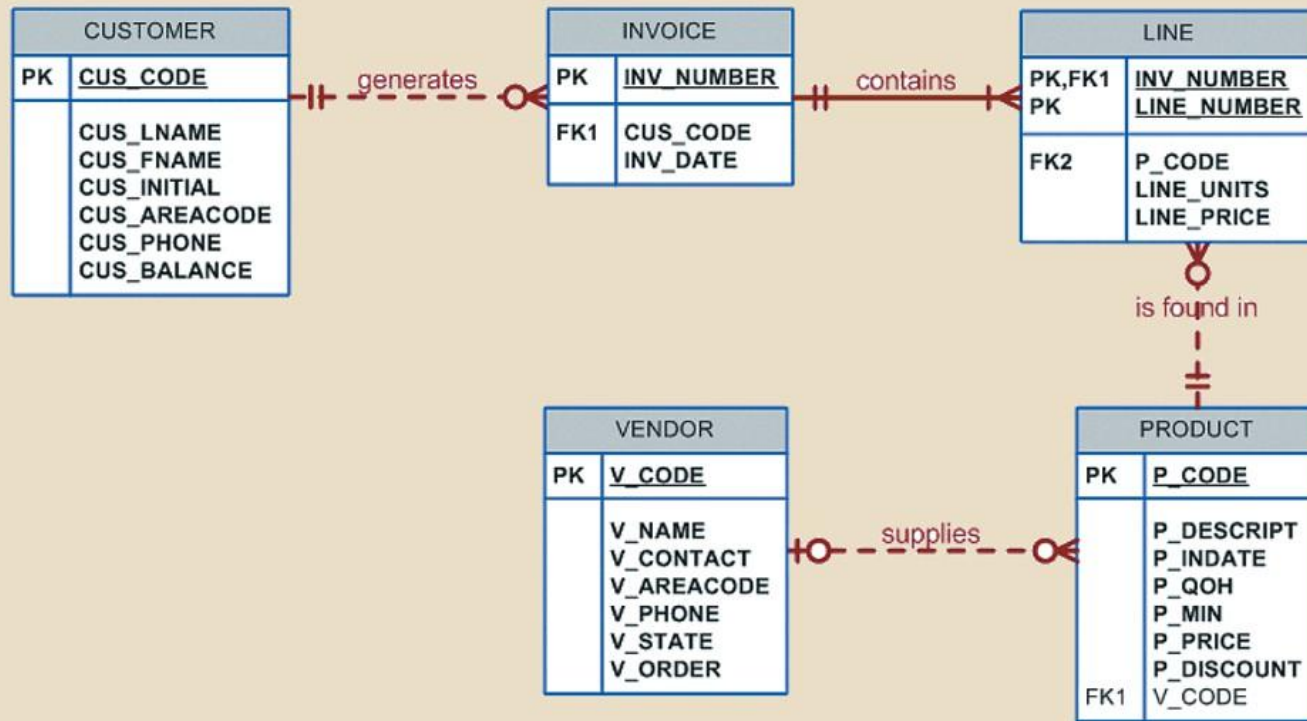 CUSTOMER
PK CUS_CODE
CUS_LNAME
CUS_FNAME
CUS_INITIAL
CUS_AREACODE
CUS_PHONE
CUS_BALANCE
generates
INVOICE
PK INV_NUMBER
FK1 CUS_CODE
INV_DATE
contains
LINE
PK,FK1 INV_NUMBER
PK LINE_NUMBER
FK2 P_CODE
LINE_UNITS
LINE_PRICE
is found in
VENDOR
PK V_CODE
V_NAME
V_CONTACT
V_AREACODE
V_PHONE
V_STATE
V_ORDER
supplies
PRODUCT
PK P_CODE
P_DESCRIPT
P_INDATE
P_QOH
P_MIN
P_PRICE
P_DISCOUNT
FK1 V_CODE